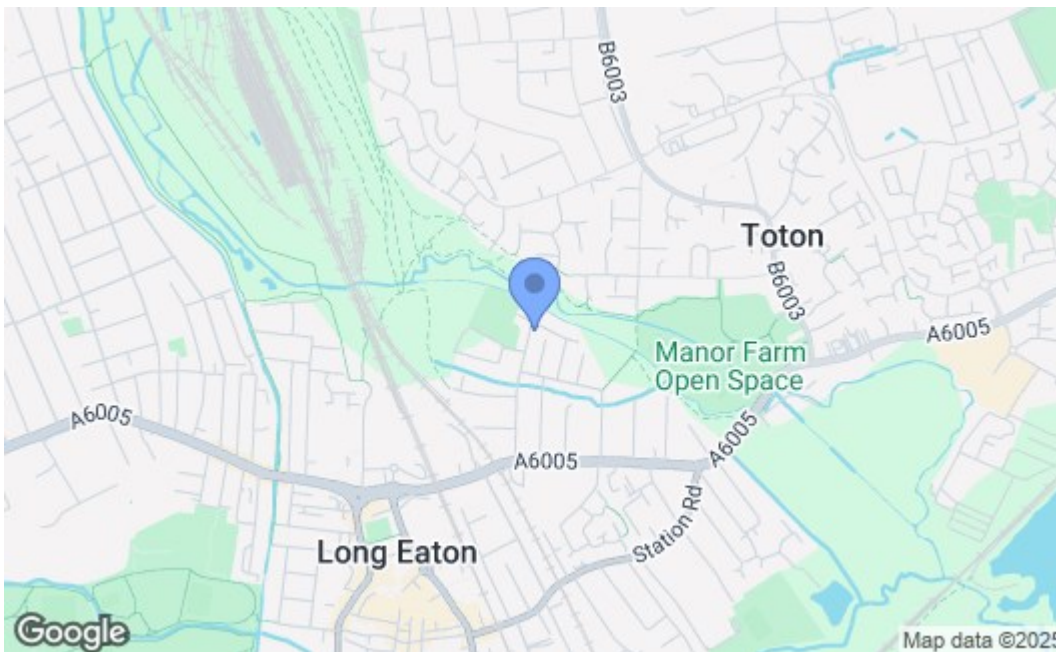 B6003
Toton
B6003
A6005
Manor Farm
Open Space
A6005
A6005
A6005
Station Rd
Long Eaton
Google
Map data ©2025